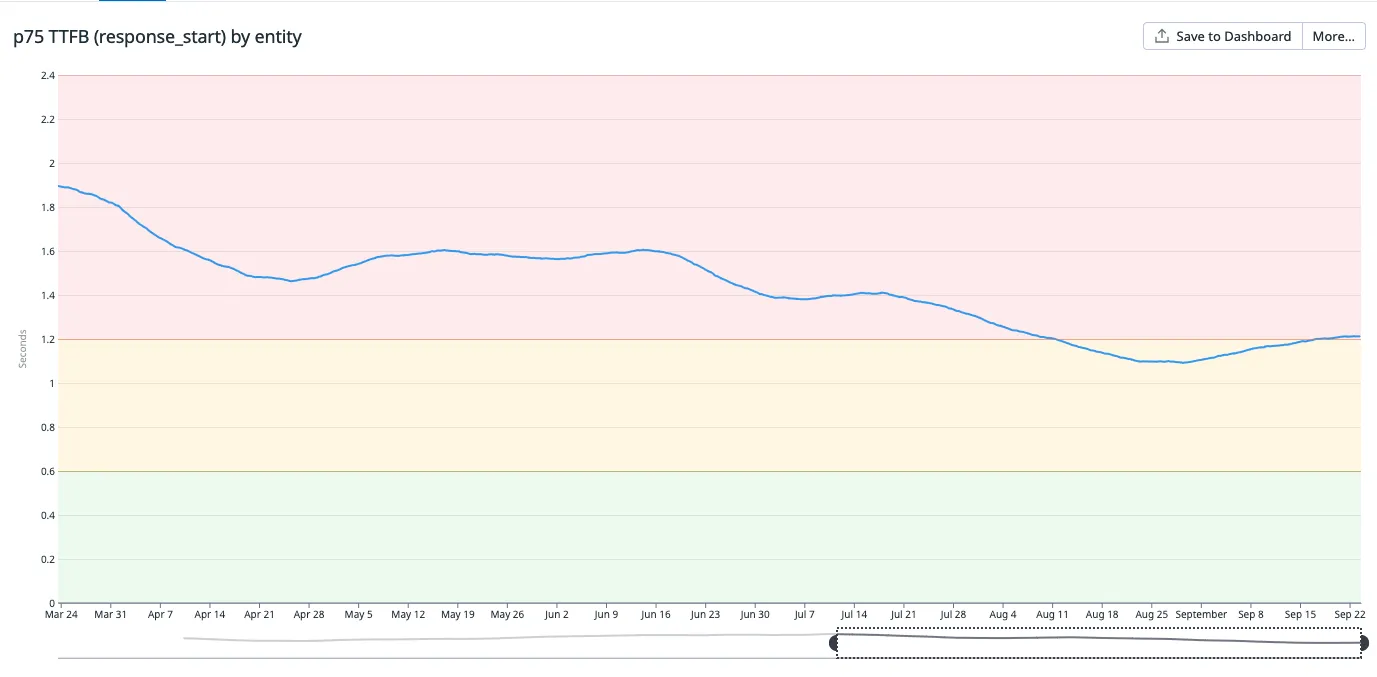 p75 TTFB (response_start) by entity
Save to Dashboard
More...
2.4
2.2
2
1.8
1.6
1.4
1.2
1
0.8
0.6
0.4
0.2
0
Seconds
Mar 24 Mar 31 Apr 7 Apr 14 Apr 21 Apr 28 May 5 May 12 May 19 May 26 Jun 2 Jun 9 Jun 16 Jun 23 Jun 30 Jul 7 Jul 14 Jul 21 Jul 28 Aug 4 Aug 11 Aug 18 Aug 25 September Sep 8 Sep 15 Sep 22